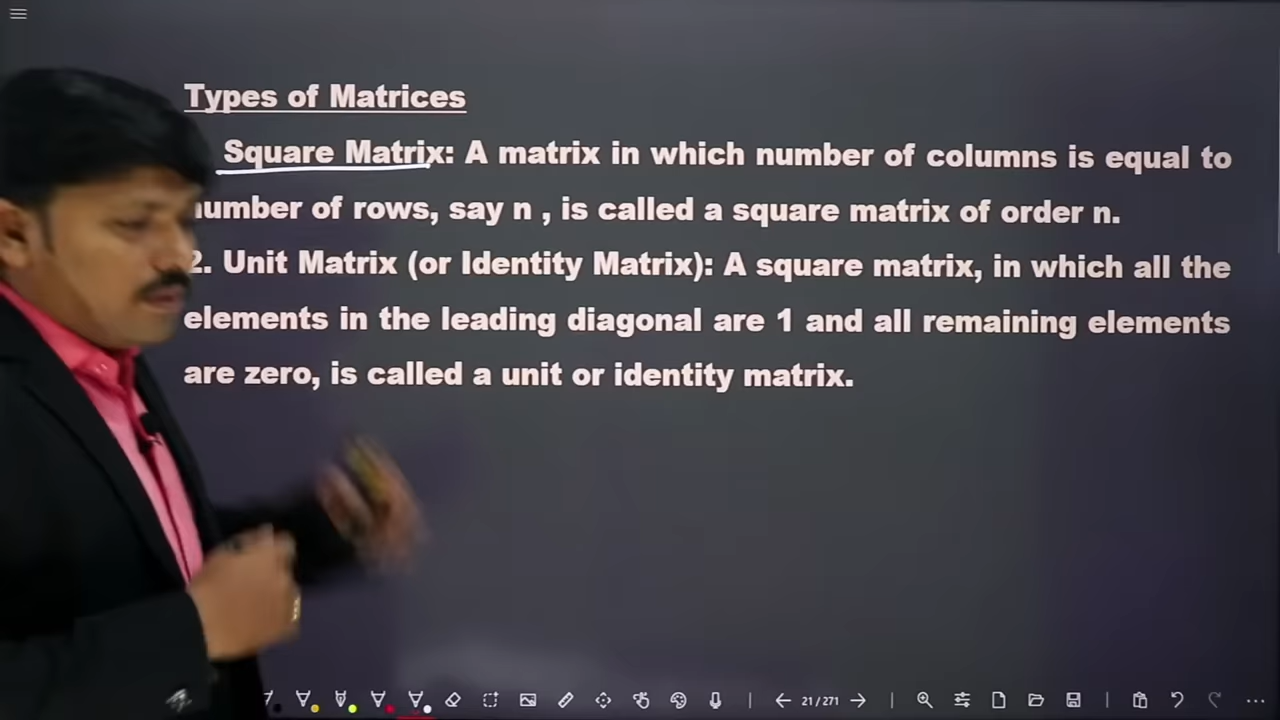 Types of Matrices
Square Matrix: A matrix in which number of columns is equal to
number of rows, say n , is called a square matrix of order n.
2. Unit Matrix (or Identity Matrix): A square matrix, in which all the
elements in the leading diagonal are 1 and all remaining elements
are zero, is called a unit or identity matrix.
21/271